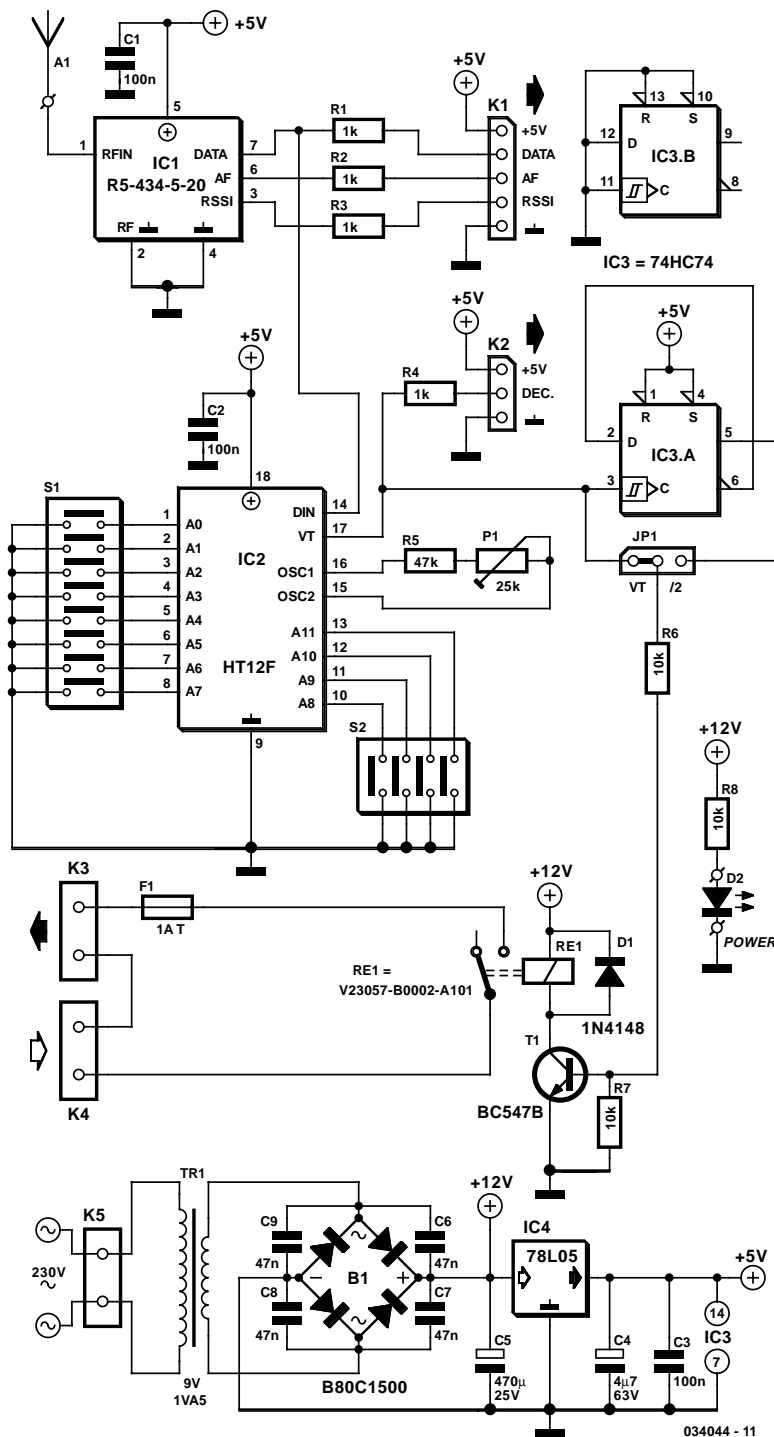 A1
C1
100n
+5V
5
1
RFIN
IC1
R5-434-5-20
DATA
AF
RSSI
RF
7
6
3
2
4
R1
1k
R2
1k
R3
1k
+5V
K1
+5V
DATA
AF
RSSI
13
10
R
S
12
D
IC3.B
9
11
C
8
IC3 = 74HC74
+5V
C2
100n
+5V
K2
+5V
DEC.
R4
1k
+5V
1
4
R
S
2
D
5
IC3.A
3
C
6
S1
18
DIN
14
VT
17
IC2
OSC1
16
OSC2
15
A11
13
A10
12
A9
11
A8
10
HT12F
1
A0
2
A1
3
A2
4
A3
5
A4
6
A5
7
A6
8
A7
9
R5
47k
P1
25k
JP1
VT
/2
R6
10k
S2
+12V
R8
10k
D2
POWER
K3
F1
1A T
K4
+12V
RE1
D1
RE1 =
V23057-B0002-A101
1N4148
T1
BC547B
R7
10k
K5
230V
~
TR1
9V
1VA5
C9
47n
C8
47n
C6
47n
C7
47n
~
–
B1
+
~
B80C1500
+12V
C5
470µ
25V
IC4
78L05
C4
4µ7
63V
C3
100n
+5V
14
IC3
7
034044 - 11